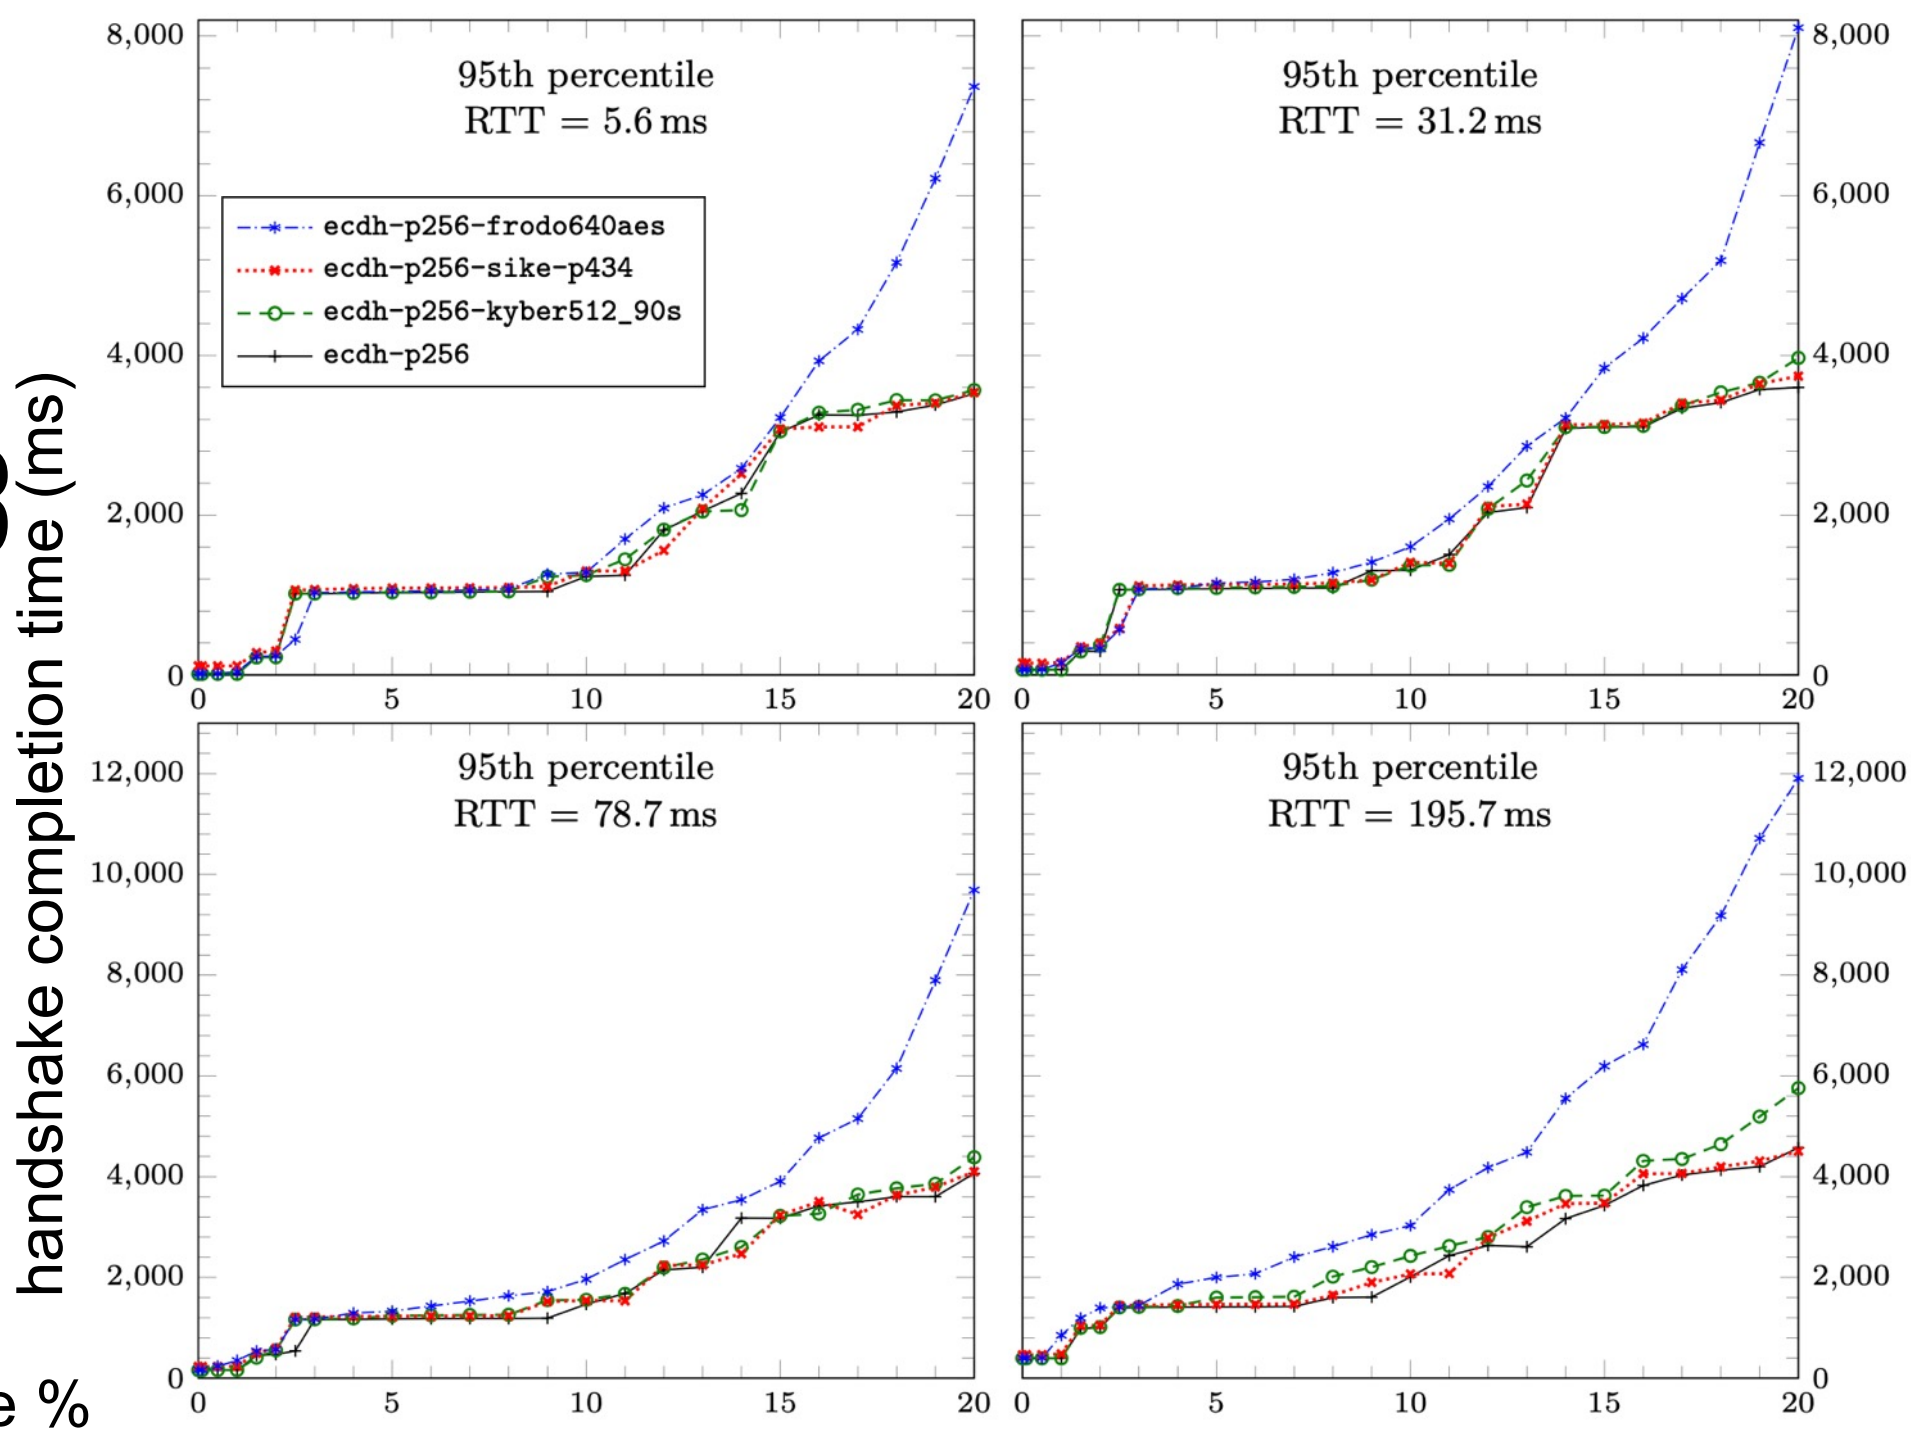 8,000
6,000
4,000
2,000
0
95th percentile
RTT = 5.6 ms
ecdh-p256-frodo640aes
ecdh-p256-sike-p434
ecdh-p256-kyber512_90s
ecdh-p256
0 5 10 15 20
95th percentile
RTT = 31.2 ms
8,000
6,000
4,000
2,000
0
0 5 10 15 20
handshake completion time (ms)
12,000
10,000
8,000
6,000
4,000
2,000
0
95th percentile
RTT = 78.7 ms
0 5 10 15 20
95th percentile
RTT = 195.7 ms
12,000
10,000
8,000
6,000
4,000
2,000
0
0 5 10 15 20
e %